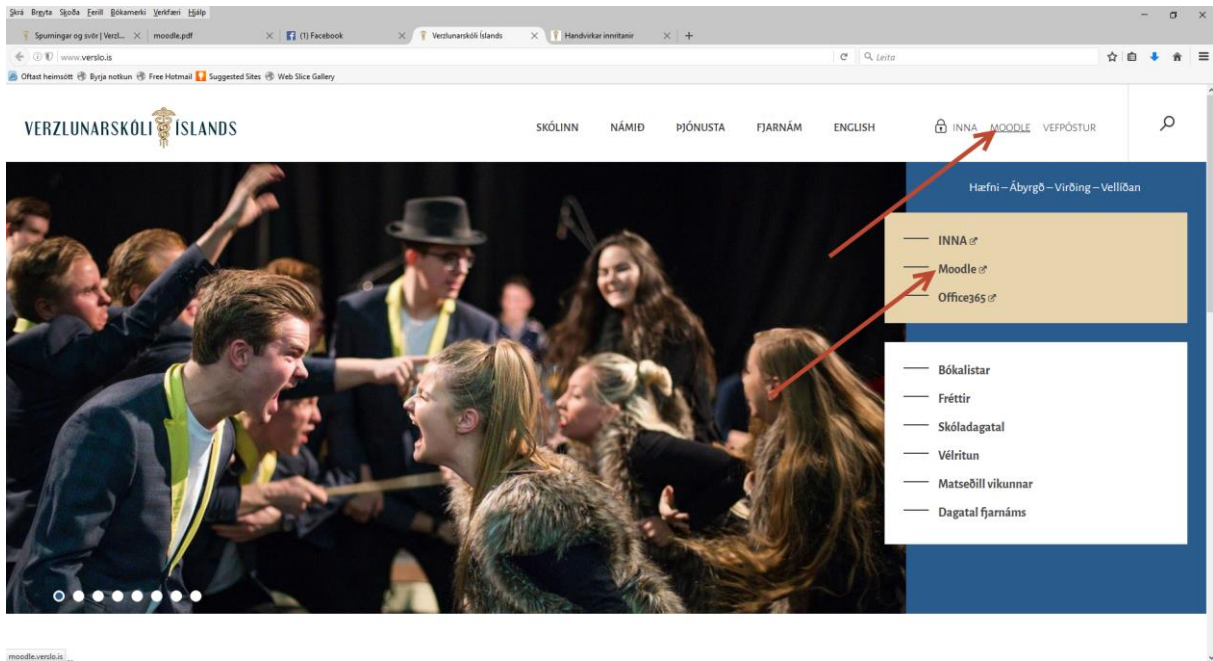 Skrá Breyta Skoða Ferill Bókamerki Verkfæri Hjálp
Spurningar og svör | Verzl... moodle.pdf (1) Facebook Verzlunarskóli Íslands Handvirkar innritanir
www.verslo.is Leita
Oftast heimsótt Byrja notkun Free Hotmail Suggested Sites Web Slice Gallery
VERZLUNARSKÓLI ÍSLANDS
SKÓLINN NÁMIÐ ÞJÓNUSTA FJARNÁM ENGLISH INNA MOODLE VEFPÓSTUR
Hæfni – Ábyrgð – Virðing – Vellíðan
INNA
Moodle
Office365
Bókalistar
Fréttir
Skóladagatal
Vélritun
Matseðill vikunnar
Dagatal fjarnáms
moodle.verslo.is